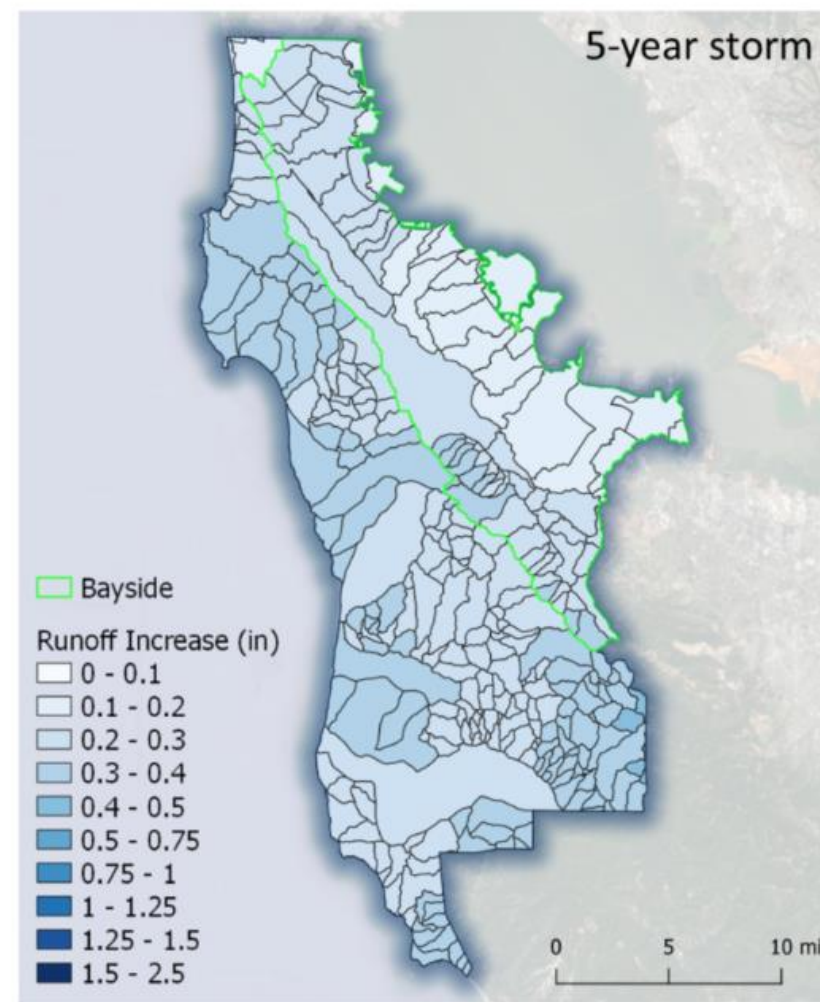 5-year storm
Bayside
Runoff Increase (in)
0 - 0.1
0.1 - 0.2
0.2 - 0.3
0.3 - 0.4
0.4 - 0.5
0.5 - 0.75
0.75 - 1
1 - 1.25
1.25 - 1.5
1.5 - 2.5
0 5 10 mi